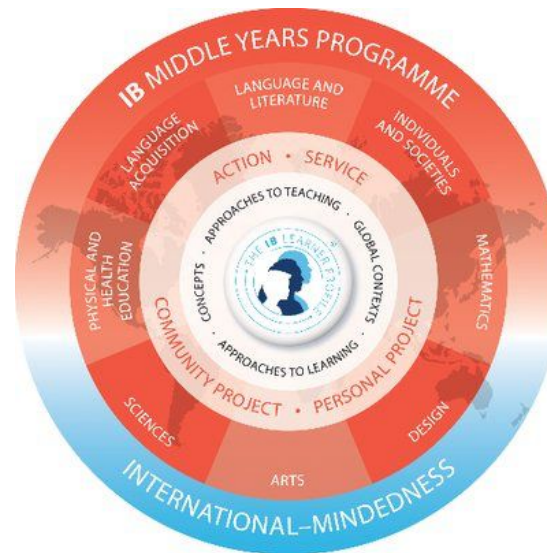 IB MIDDLE YEARS PROGRAMME
LANGUAGE AND
LITERATURE
INDIVIDUALS
AND SOCIETIES
MATHEMATICS
DESIGN
ARTS
SCIENCES
PHYSICAL AND
HEALTH
EDUCATION
LANGUAGE
ACQUISITION
ACTION • SERVICE
COMMUNITY PROJECT • PERSONAL PROJECT
APPROACHES TO TEACHING
· GLOBAL CONTEXTS ·
APPROACHES TO LEARNING
· CONCEPTS ·
THE IB LEARNER PROFILE
INTERNATIONAL–MINDEDNESS